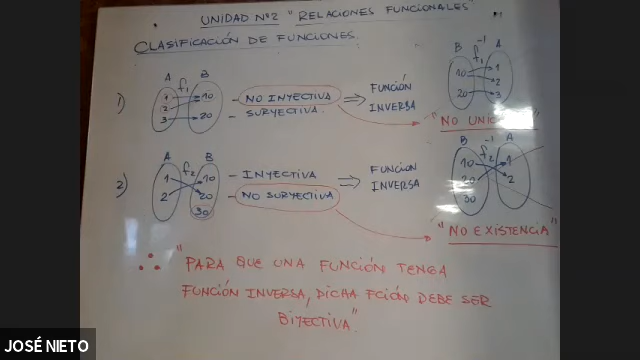 UNIDAD Nº2 "RELACIONES FUNCIONALES"
CLASIFICACIÓN DE FUNCIONES.
1)
A f1 B
1 10
2
3 20
- NO INYECTIVA
- SURYECTIVA.
⇒ FUNCIÓN
INVERSA
B f1⁻¹ A
10 1
2
20 3
"NO UNICIDAD"
2)
A f2 B
1 10
2 20
30
- INYECTIVA
- NO SURYECTIVA
⇒ FUNCION
INVERSA
B f2⁻¹ A
10 1
20 2
30
"NO EXISTENCIA"
∴ "PARA QUE UNA FUNCIÓN TENGA
FUNCIÓN INVERSA, DICHA FCIÓN DEBE SER
BIYECTIVA".
JOSÉ NIETO